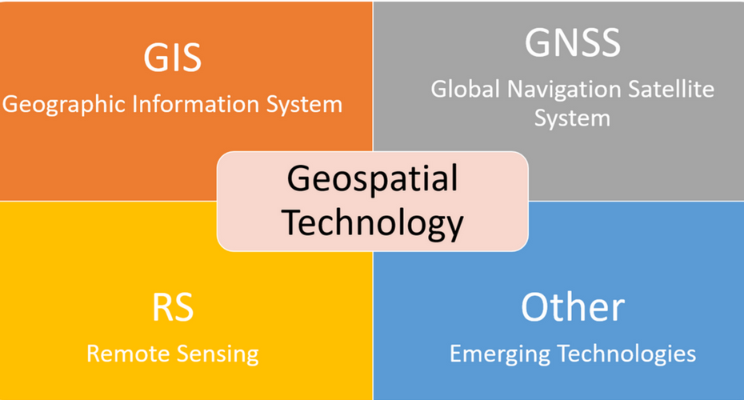 GIS
Geographic Information System
GNSS
Global Navigation Satellite
System
Geospatial
Technology
RS
Remote Sensing
Other
Emerging Technologies